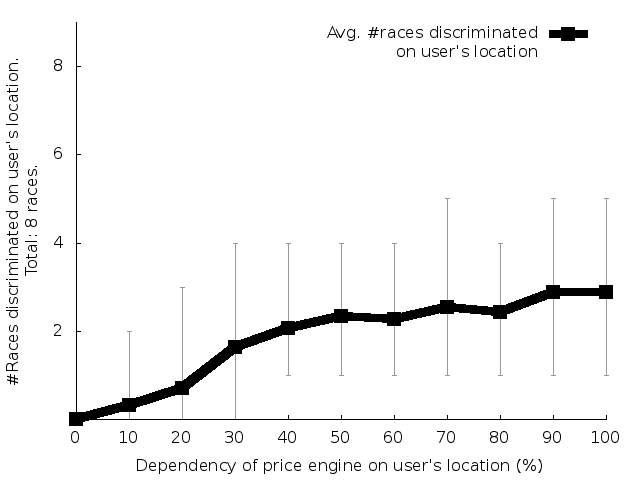 Avg. #races discriminated
on user's location
#Races discriminated on user's location.
Total: 8 races.
8
6
4
2
0 10 20 30 40 50 60 70 80 90 100
Dependency of price engine on user's location (%)